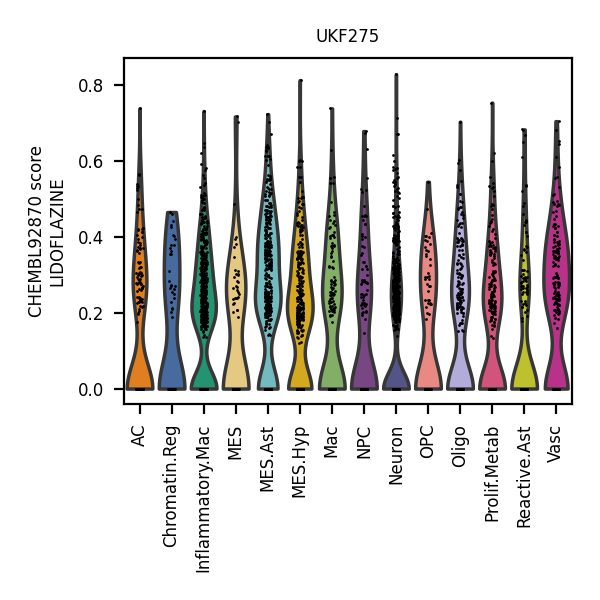 UKF275
CHEMBL92870 score
LIDOFLAZINE
0.8
0.6
0.4
0.2
0.0
AC
Chromatin.Reg
Inflammatory.Mac
MES
MES.Ast
MES.Hyp
Mac
NPC
Neuron
OPC
Oligo
Prolif.Metab
Reactive.Ast
Vasc